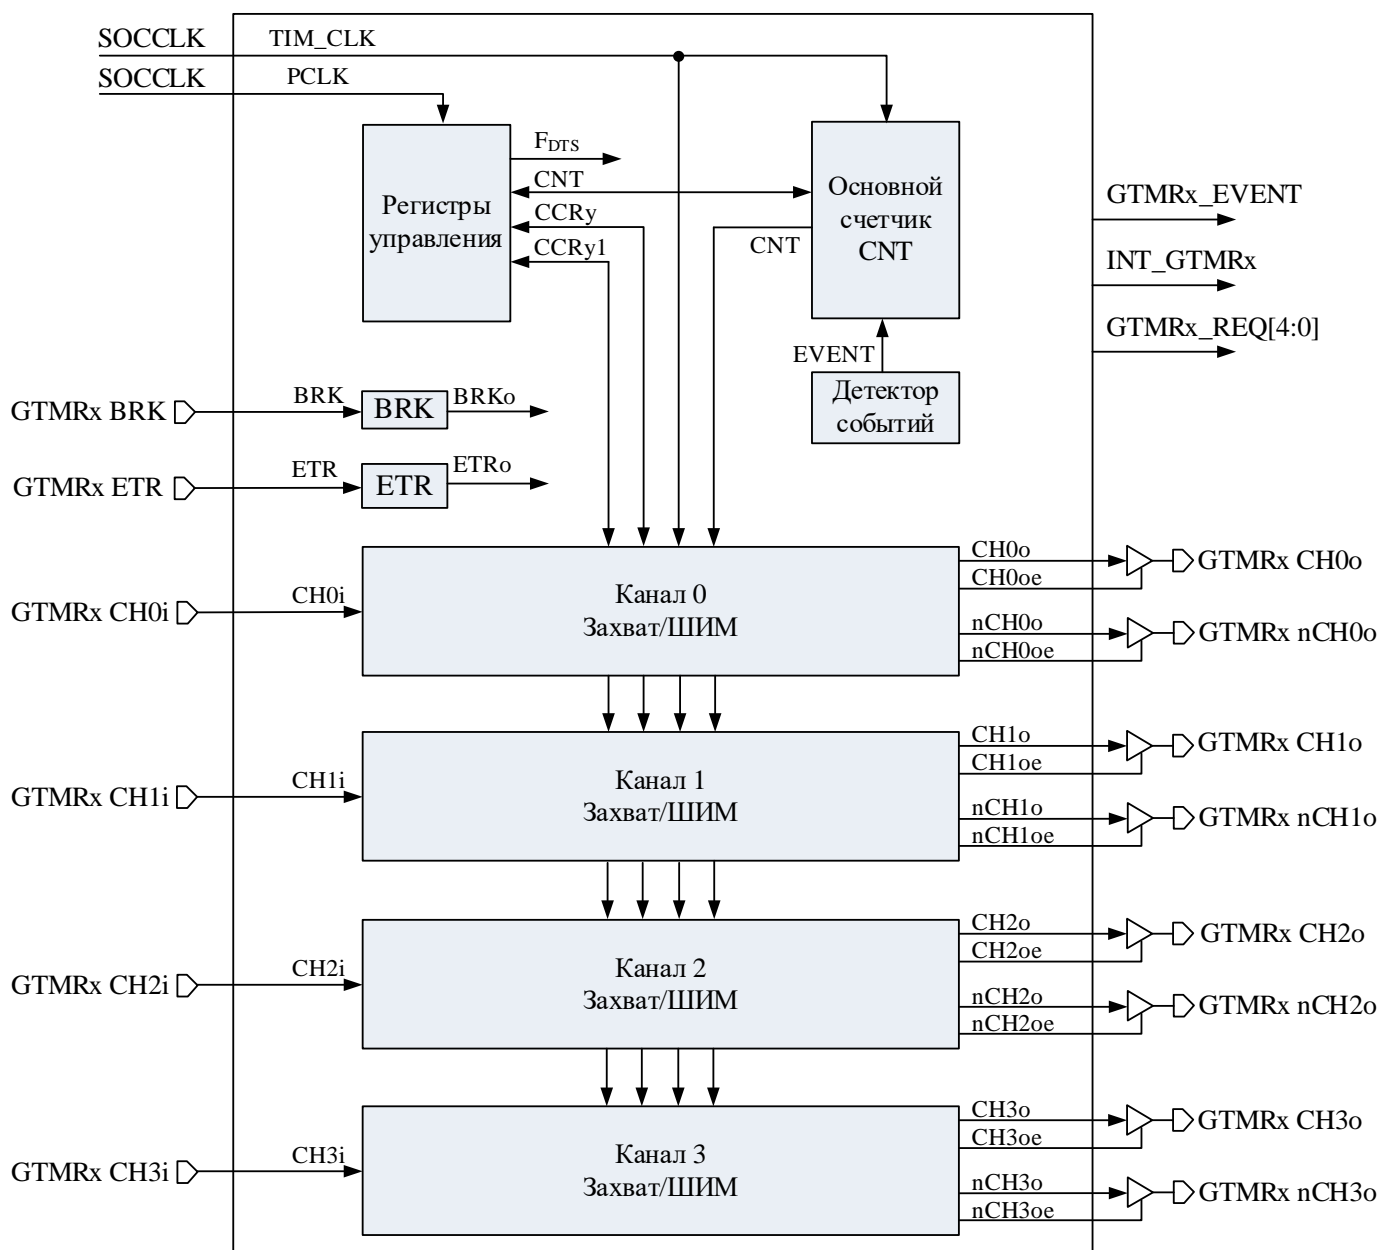 SOCCLK TIM_CLK
SOCCLK PCLK
FDTS
CNT
CCRy
CCRy1
Регистры
управления
Основной
счетчик
CNT
CNT
GTMRx_EVENT
INT_GTMRx
GTMRx_REQ[4:0]
EVENT
Детектор
событий
GTMRx BRK
BRK
BRK
BRKo
GTMRx ETR
ETR
ETR
ETRo
GTMRx CH0i
CH0i
Канал 0
Захват/ШИМ
CH0o
CH0oe
GTMRx CH0o
nCH0o
nCH0oe
GTMRx nCH0o
GTMRx CH1i
CH1i
Канал 1
Захват/ШИМ
CH1o
CH1oe
GTMRx CH1o
nCH1o
nCH1oe
GTMRx nCH1o
GTMRx CH2i
CH2i
Канал 2
Захват/ШИМ
CH2o
CH2oe
GTMRx CH2o
nCH2o
nCH2oe
GTMRx nCH2o
GTMRx CH3i
CH3i
Канал 3
Захват/ШИМ
CH3o
CH3oe
GTMRx CH3o
nCH3o
nCH3oe
GTMRx nCH3o